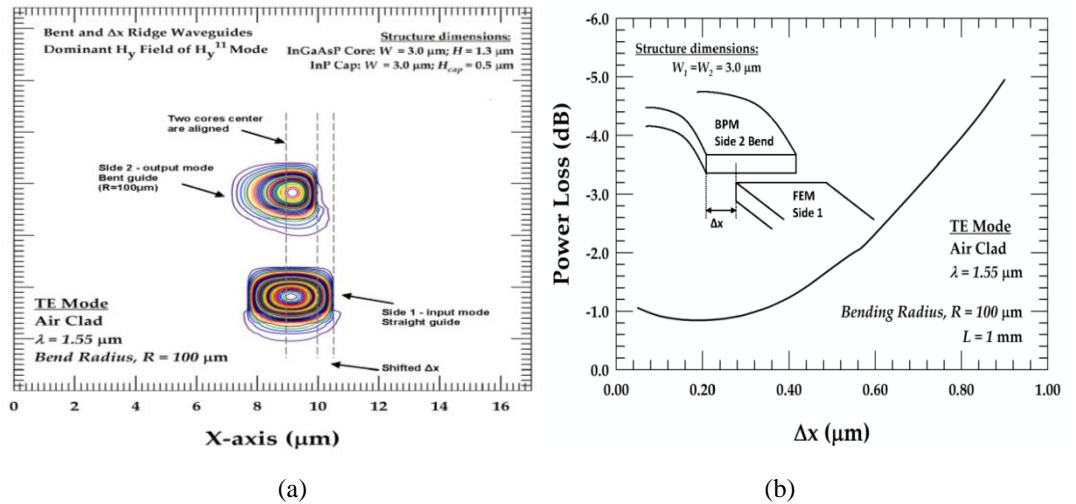 Bent and Δx Ridge Waveguides
Dominant Hy Field of Hy¹¹ Mode
Structure dimensions:
InGaAsP Core: W = 3.0 μm; H = 1.3 μm
InP Cap: W = 3.0 μm; Hcap = 0.5 μm
Two cores center
are aligned
Side 2 - output mode
Bent guide
(R=100μm)
TE Mode
Air Clad
λ = 1.55 μm
Bend Radius, R = 100 μm
Side 1 - input mode
Straight guide
Shifted Δx
0 2 4 6 8 10 12 14 16
X-axis (μm)
(a)
-6.0
-5.0
-4.0
-3.0
-2.0
-1.0
0.0
Power Loss (dB)
Structure dimensions:
W1 =W2 = 3.0 μm
BPM
Side 2 Bend
FEM
Side 1
Δx
TE Mode
Air Clad
λ = 1.55 μm
Bending Radius, R = 100 μm
L = 1 mm
0.00 0.20 0.40 0.60 0.80 1.00
Δx (μm)
(b)